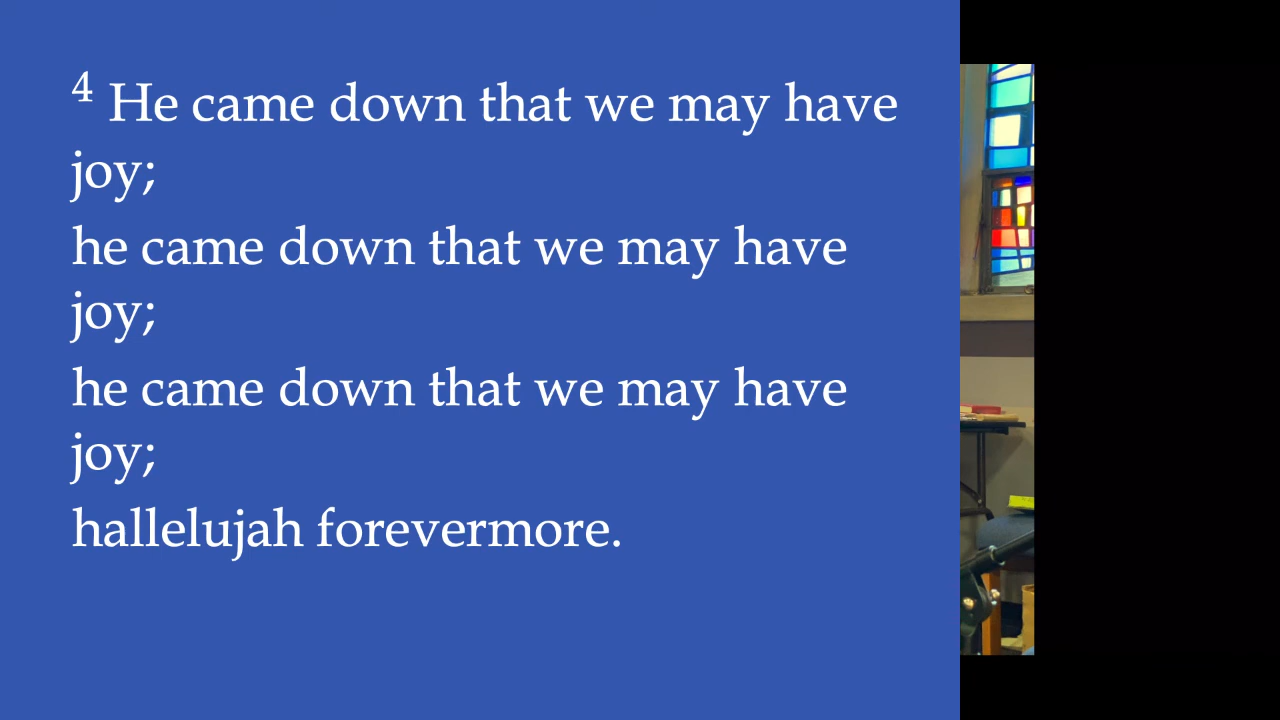 4 He came down that we may have
joy;
he came down that we may have
joy;
he came down that we may have
joy;
hallelujah forevermore.